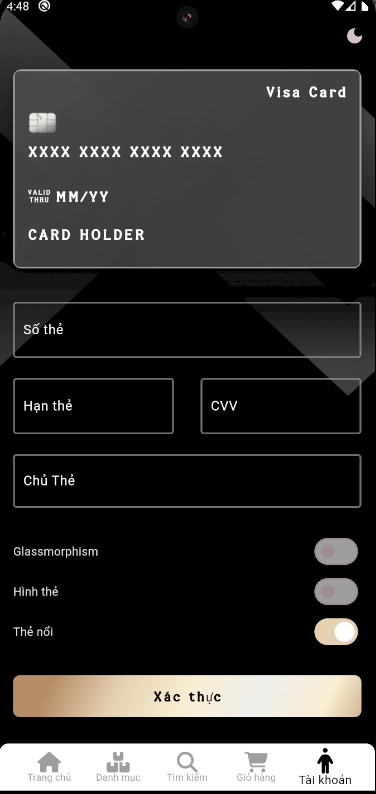 4:48
Visa Card
XXXX XXXX XXXX XXXX
VALID
THRU MM/YY
CARD HOLDER
Số thẻ
Hạn thẻ CVV
Chủ Thẻ
Glassmorphism
Hình thẻ
Thẻ nổi
Xác thực
Trang chủ Danh mục Tìm kiếm Giỏ hàng Tài khoản